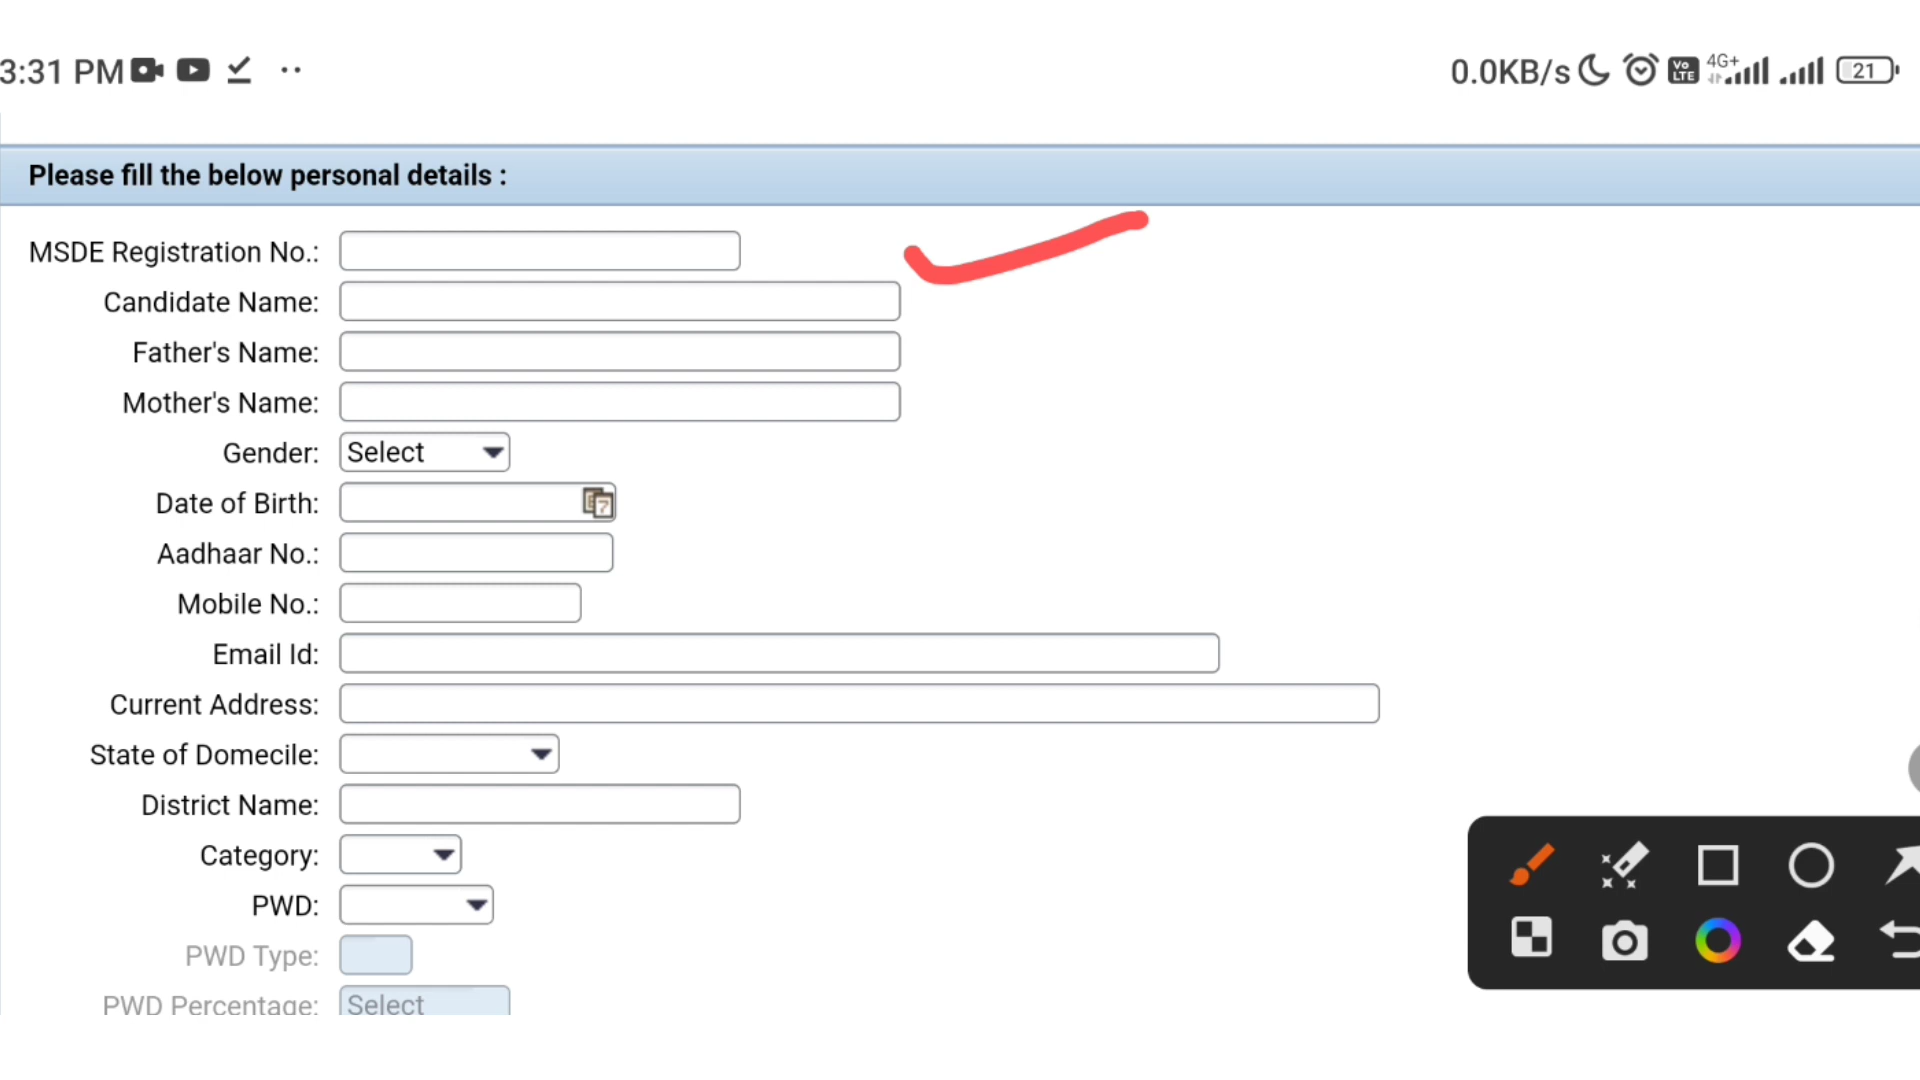 3:31 PM
0.0KB/s Vo LTE 4G+ 21
Please fill the below personal details :
MSDE Registration No.:
Candidate Name:
Father's Name:
Mother's Name:
Gender: Select
Date of Birth:
Aadhaar No.:
Mobile No.:
Email Id:
Current Address:
State of Domecile:
District Name:
Category:
PWD:
PWD Type:
PWD Percentage: Select